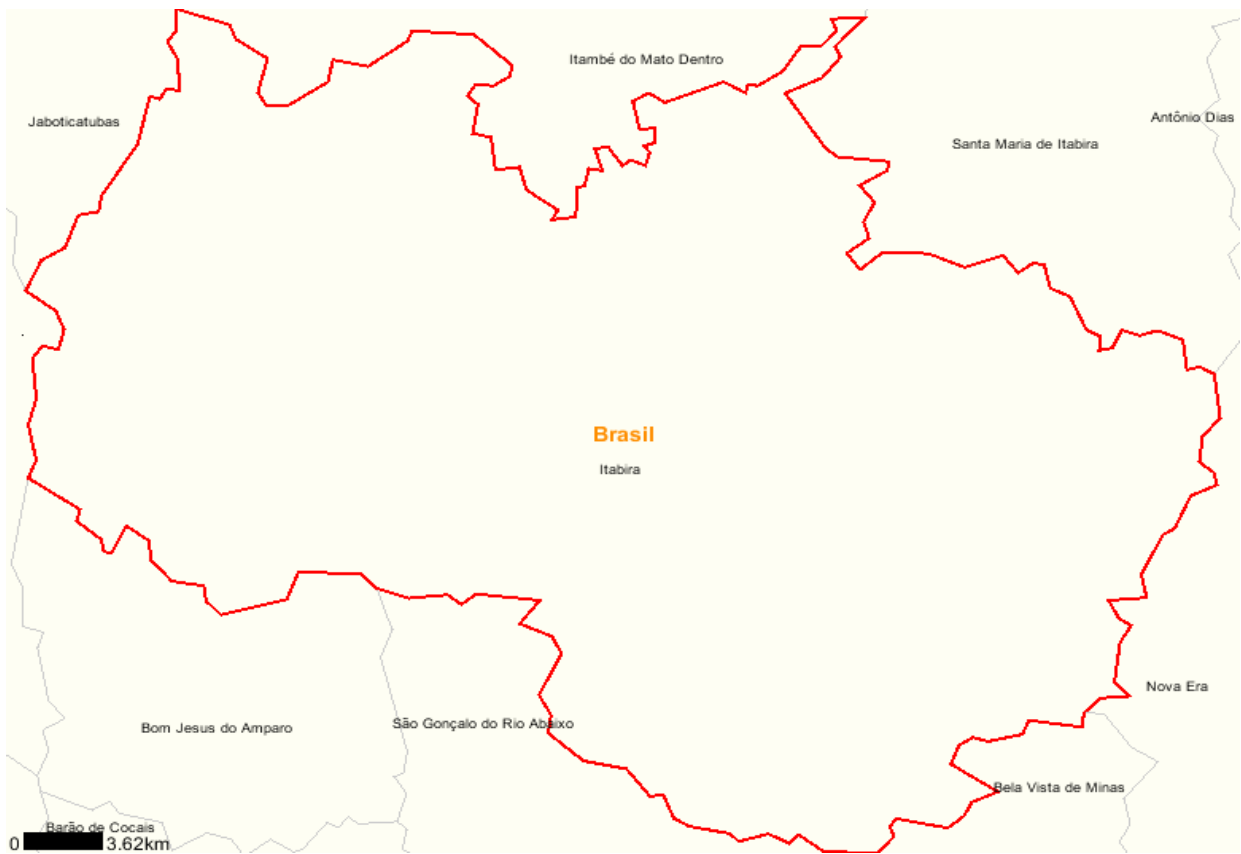 Itambé do Mato Dentro
Jaboticatubas
Antônio Dias
Santa Maria de Itabira
Brasil
Itabira
Nova Era
São Gonçalo do Rio Abaixo
Bom Jesus do Amparo
Bela Vista de Minas
Barão de Cocais
0 3.62km